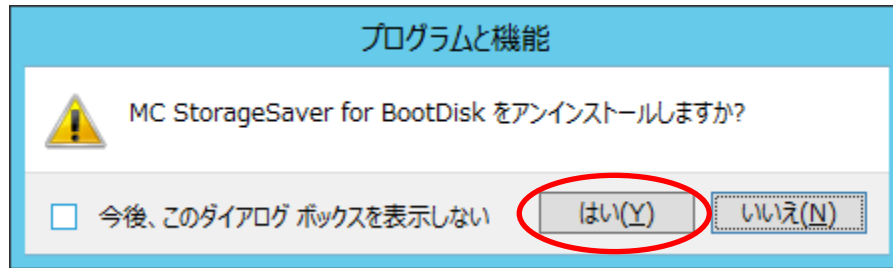 プログラムと機能
MC StorageSaver for BootDisk をアンインストールしますか?
今後、このダイアログ ボックスを表示しない はい(Y) いいえ(N)